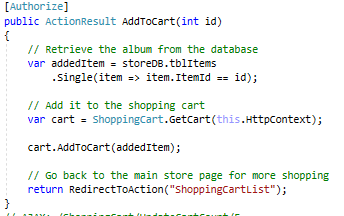 [Authorize]
public ActionResult AddToCart(int id)
{
// Retrieve the album from the database
var addedItem = storeDB.tblItems
.Single(item => item.ItemId == id);
// Add it to the shopping cart
var cart = ShoppingCart.GetCart(this.HttpContext);
cart.AddToCart(addedItem);
// Go back to the main store page for more shopping
return RedirectToAction("ShoppingCartList");
}